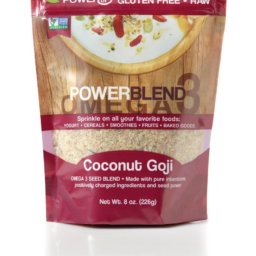 POWER
GLUTEN FREE • RAW
POWERBLEND
OMEGA 3
Sprinkle on all your favorite foods:
YOGURT • CEREALS • SMOOTHIES • FRUITS • BAKED GOODS
Coconut Goji
OMEGA 3 SEED BLEND • Made with pure intentions,
positively charged ingredients and seed power
Net Wt. 8 oz. (226g)